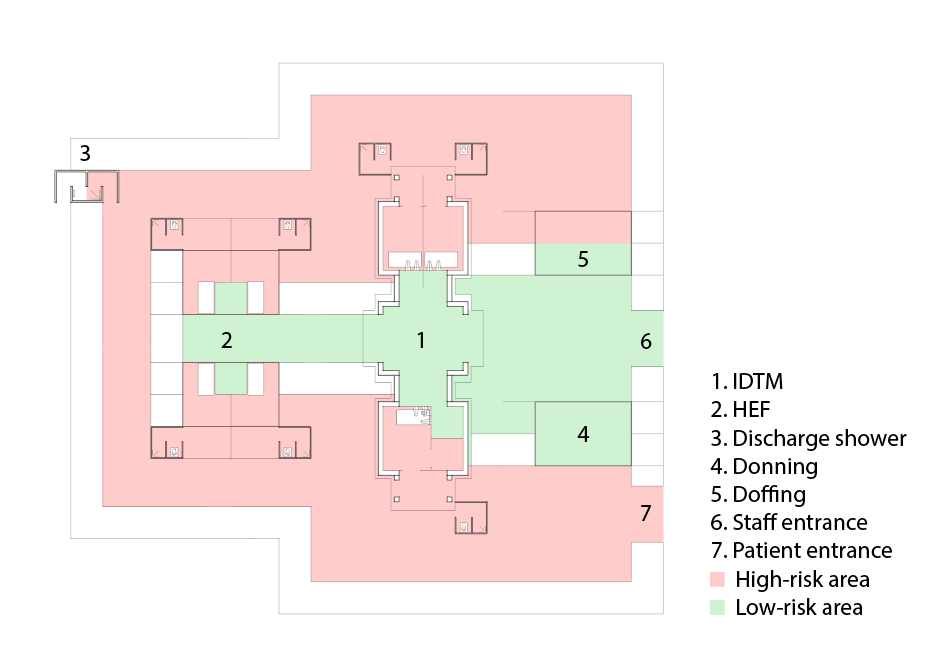 3
5
2
1
6
4
7
1. IDTM
2. HEF
3. Discharge shower
4. Donning
5. Doffing
6. Staff entrance
7. Patient entrance
High-risk area
Low-risk area